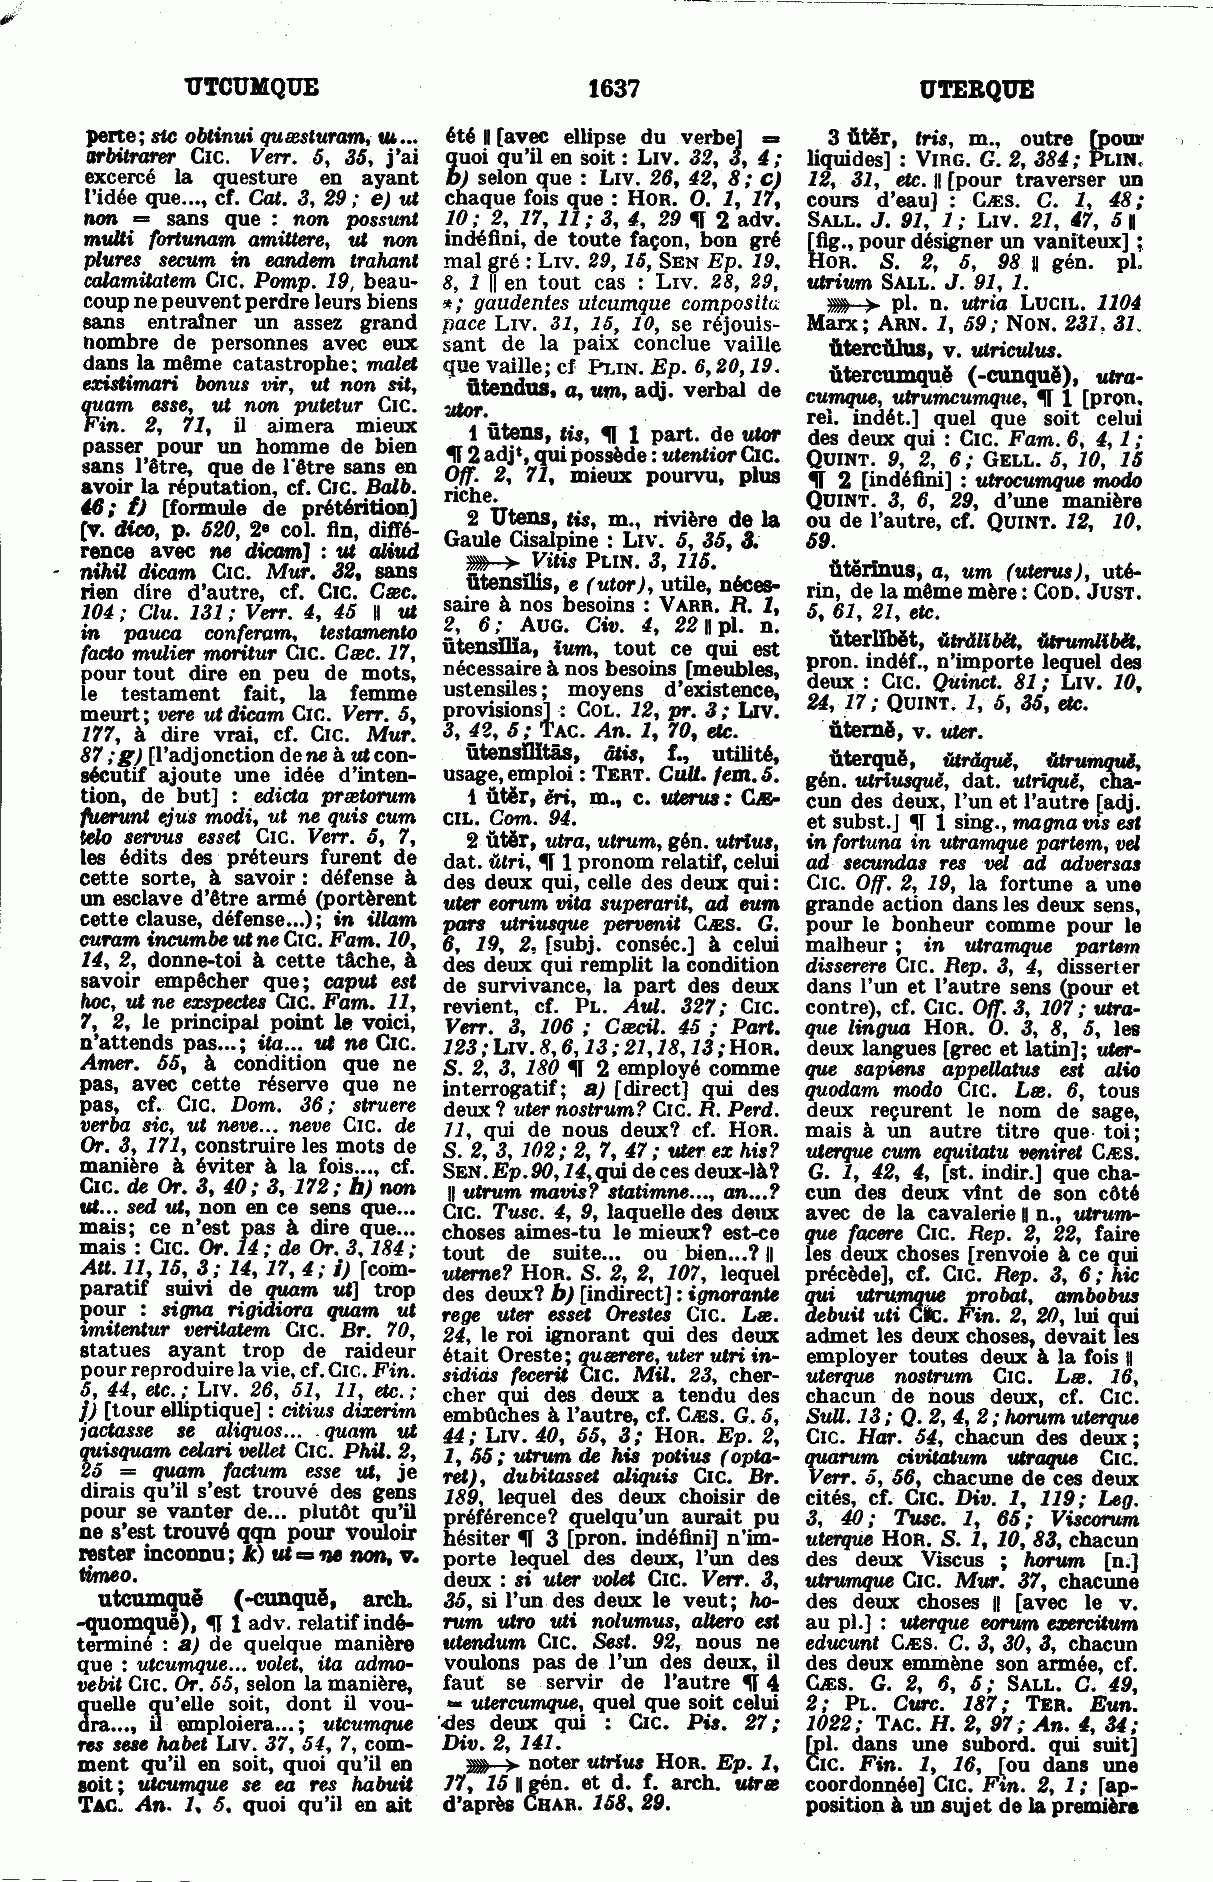 UTCUMQUE
1637
UTERQUE
perte; sic obtinui quæsturam, ut...
arbitrarer CIC. Verr. 5, 35, j'ai
excercé la questure en ayant
l'idée que..., cf. Cat. 3, 29; e) ut
non = sans que : non possunt
multi fortunam amittere, ut non
plures secum in eandem trahant
calamitatem CIC. Pomp. 19, beau-
coup ne peuvent perdre leurs biens
sans entraîner un assez grand
nombre de personnes avec eux
dans la même catastrophe; malet
existimari bonus vir, ut non sit,
quam esse, ut non putetur CIC.
Fin. 2, 71, il aimera mieux
passer pour un homme de bien
sans l'être, que de l'être sans en
avoir la réputation, cf. CIC. Balb.
46; f) [formule de prétérition]
[v. dico, p. 520, 2e col. fin, diffé-
rence avec ne dicam] : ut aliud
nihil dicam CIC. Mur. 32, sans
rien dire d'autre, cf. CIC. Cæc.
104; Clu. 131; Verr. 4, 45 || ut
in pauca conferam, testamento
facto mulier moritur CIC. Cæc. 17,
pour tout dire en peu de mots,
le testament fait, la femme
meurt; vere ut dicam CIC. Verr. 5,
177, à dire vrai, cf. CIC. Mur.
87; g) [l'adjonction de ne à ut con-
sécutif ajoute une idée d'inten-
tion, de but] : edicta prætorum
fuerunt ejus modi, ut ne quis cum
telo servus esset CIC. Verr. 5, 7,
les édits des préteurs furent de
cette sorte, à savoir : défense à
un esclave d'être armé (portèrent
cette clause, défense...); in illam
curam incumbe ut ne CIC. Fam. 10,
14, 2, donne-toi à cette tâche, à
savoir empêcher que; caput est
hoc, ut ne exspectes CIC. Fam. 11,
7, 2, le principal point le voici,
n'attends pas...; ita... ut ne CIC.
Amer. 55, à condition que ne
pas, avec cette réserve que ne
pas, cf. CIC. Dom. 36; struere
verba sic, ut neve... neve CIC. de
Or. 3, 171, construire les mots de
manière à éviter à la fois..., cf.
CIC. de Or. 3, 40; 3, 172; h) non
ut... sed ut, non en ce sens que...
mais; ce n'est pas à dire que...
mais : CIC. Or. 14; de Or. 3, 184;
Att. 11, 15, 3; 14, 17, 4; i) [com-
paratif suivi de quam ut] trop
pour : signa rigidiora quam ut
imitentur veritatem CIC. Br. 70,
statues ayant trop de raideur
pour reproduire la vie, cf. CIC. Fin.
5, 44, etc.; LIV. 26, 51, 11, etc.;
j) [tour elliptique] : citius dixerim
jactasse se aliquos... quam ut
quisquam celari vellet CIC. Phil. 2,
25 = quam factum esse ut, je
dirais qu'il s'est trouvé des gens
pour se vanter de... plutôt qu'il
ne s'est trouvé qqn pour vouloir
rester inconnu; k) ut = ne non, v.
timeo.
utcumquĕ (-cunquĕ, arch.
-quomquĕ), ¶ 1 adv. relatif indé-
terminé : a) de quelque manière
que : utcumque... volet, ita admo-
vebit CIC. Or. 55, selon la manière,
quelle qu'elle soit, dont il vou-
dra..., il emploiera...; utcumque
res sese habet LIV. 37, 54, 7, com-
ment qu'il en soit, quoi qu'il en
soit; utcumque se ea res habuit
TAC. An. 1, 5, quoi qu'il en ait
été || [avec ellipse du verbe] =
quoi qu'il en soit : LIV. 32, 3, 4;
b) selon que : LIV. 26, 42, 8; c)
chaque fois que : HOR. O. 1, 17,
10; 2, 17, 11; 3, 4, 29 ¶ 2 adv.
indéfini, de toute façon, bon gré
mal gré : LIV. 29, 15, SEN Ep. 19,
8, 1 || en tout cas : LIV. 28, 29,
*; gaudentes utcumque composita
pace LIV. 31, 15, 10, se réjouis-
sant de la paix conclue vaille
que vaille; cf PLIN. Ep. 6, 20, 19.
ūtendus, a, um, adj. verbal de
utor.
1 ūtens, tis, ¶ 1 part. de utor
¶ 2 adjt, qui possède : utentior CIC.
Off. 2, 71, mieux pourvu, plus
riche.
2 Utens, tis, m., rivière de la
Gaule Cisalpine : LIV. 5, 35, 3.
⟫→ Vitis PLIN. 3, 115.
ūtensĭlis, e (utor), utile, néces-
saire à nos besoins : VARR. R. 1,
2, 6; AUG. Civ. 4, 22 || pl. n.
ūtensĭlĭa, ĭum, tout ce qui est
nécessaire à nos besoins [meubles,
ustensiles; moyens d'existence,
provisions] : COL. 12, pr. 3; LIV.
3, 42, 5; TAC. An. 1, 70, etc.
ūtensĭlĭtās, ātis, f., utilité,
usage, emploi : TERT. Cult. fem. 5.
1 ŭtĕr, ĕri, m., c. uterus : CÆ-
CIL. Com. 94.
2 ŭtĕr, utra, utrum, gén. utrīus,
dat. ŭtri, ¶ 1 pronom relatif, celui
des deux qui, celle des deux qui :
uter eorum vita superarit, ad eum
pars utriusque pervenit CÆS. G.
6, 19, 2, [subj. conséc.] à celui
des deux qui remplit la condition
de survivance, la part des deux
revient, cf. PL. Aul. 327; CIC.
Verr. 3, 106 ; Cæcil. 45 ; Part.
123; LIV. 8, 6, 13; 21, 18, 13; HOR.
S. 2, 3, 180 ¶ 2 employé comme
interrogatif; a) [direct] qui des
deux ? uter nostrum? CIC. R. Perd.
11, qui de nous deux? cf. HOR.
S. 2, 3, 102; 2, 7, 47; uter ex his?
SEN. Ep. 90, 14, qui de ces deux-là?
|| utrum mavis? statimne..., an...?
CIC. Tusc. 4, 9, laquelle des deux
choses aimes-tu le mieux? est-ce
tout de suite... ou bien...? ||
uterne? HOR. S. 2, 2, 107, lequel
des deux? b) [indirect] : ignorante
rege uter esset Orestes CIC. Læ.
24, le roi ignorant qui des deux
était Oreste; quærere, uter utri in-
sidias fecerit CIC. Mil. 23, cher-
cher qui des deux a tendu des
embûches à l'autre, cf. CÆS. G. 5,
44; LIV. 40, 55, 3; HOR. Ep. 2,
1, 55; utrum de his potius (opta-
ret), dubitasset aliquis CIC. Br.
189, lequel des deux choisir de
préférence? quelqu'un aurait pu
hésiter ¶ 3 [pron. indéfini] n'im-
porte lequel des deux, l'un des
deux : si uter volet CIC. Verr. 3,
35, si l'un des deux le veut; ho-
rum utro uti nolumus, altero est
utendum CIC. Sest. 92, nous ne
voulons pas de l'un des deux, il
faut se servir de l'autre ¶ 4
= utercumque, quel que soit celui
des deux qui : CIC. Pis. 27;
Div. 2, 141.
⟫→ noter utrĭus HOR. Ep. 1,
17, 15 || gén. et d. f. arch. utræ
d'après CHAR. 158, 29.
3 ūtĕr, tris, m., outre [pour
liquides] : VIRG. G. 2, 384; PLIN.
12, 31, etc. || [pour traverser un
cours d'eau] : CÆS. C. 1, 48;
SALL. J. 91, 1; LIV. 21, 47, 5 ||
[fig., pour désigner un vaniteux] ;
HOR. S. 2, 5, 98 || gén. pl.
utrium SALL. J. 91, 1.
⟫→ pl. n. utria LUCIL. 1104
Marx; ARN. 1, 59; NON. 231, 31.
ūtercŭlus, v. utriculus.
ŭtercumquĕ (-cunquĕ), utra-
cumque, utrumcumque, ¶ 1 [pron.
rel. indét.] quel que soit celui
des deux qui : CIC. Fam. 6, 4, 1;
QUINT. 9, 2, 6; GELL. 5, 10, 15
¶ 2 [indéfini] : utrocumque modo
QUINT. 3, 6, 29, d'une manière
ou de l'autre, cf. QUINT. 12, 10,
59.
ŭtĕrīnus, a, um (uterus), uté-
rin, de la même mère : COD. JUST.
5, 61, 21, etc.
ŭterlĭbĕt, ŭtrălibĕt, ŭtrumlibĕt,
pron. indéf., n'importe lequel des
deux : CIC. Quinct. 81; LIV. 10,
24, 17; QUINT. 1, 5, 35, etc.
ŭternĕ, v. uter.
ŭterquĕ, ŭtrăquĕ, ŭtrumquĕ,
gén. utriusquĕ, dat. utriquĕ, cha-
cun des deux, l'un et l'autre [adj.
et subst.] ¶ 1 sing., magna vis est
in fortuna in utramque partem, vel
ad secundas res vel ad adversas
CIC. Off. 2, 19, la fortune a une
grande action dans les deux sens,
pour le bonheur comme pour le
malheur ; in utramque partem
disserere CIC. Rep. 3, 4, disserter
dans l'un et l'autre sens (pour et
contre), cf. CIC. Off. 3, 107; utra-
que lingua HOR. O. 3, 8, 5, les
deux langues [grec et latin]; uter-
que sapiens appellatus est alio
quodam modo CIC. Læ. 6, tous
deux reçurent le nom de sage,
mais à un autre titre que toi;
uterque cum equitatu veniret CÆS.
G. 1, 42, 4, [st. indir.] que cha-
cun des deux vînt de son côté
avec de la cavalerie || n., utrum-
que facere CIC. Rep. 2, 22, faire
les deux choses [renvoie à ce qui
précède], cf. CIC. Rep. 3, 6; hic
qui utrumque probat, ambobus
debuit uti CIC. Fin. 2, 20, lui qui
admet les deux choses, devait les
employer toutes deux à la fois ||
uterque nostrum CIC. Læ. 16,
chacun de nous deux, cf. CIC.
Sull. 13; Q. 2, 4, 2; horum uterque
CIC. Har. 54, chacun des deux;
quarum civitatum utraque CIC.
Verr. 5, 56, chacune de ces deux
cités, cf. CIC. Div. 1, 119; Leg.
3, 40; Tusc. 1, 65; Viscorum
uterque HOR. S. 1, 10, 83, chacun
des deux Viscus ; horum [n.]
utrumque CIC. Mur. 37, chacune
des deux choses || [avec le v.
au pl.] : uterque eorum exercitum
educunt CÆS. C. 3, 30, 3, chacun
des deux emmène son armée, cf.
CÆS. G. 2, 6, 5; SALL. C. 49,
2; PL. Curc. 187; TER. Eun.
1022; TAC. H. 2, 97; An. 4, 34;
[pl. dans une subord. qui suit]
CIC. Fin. 1, 16, [ou dans une
coordonnée] CIC. Fin. 2, 1; [ap-
position à un sujet de la première